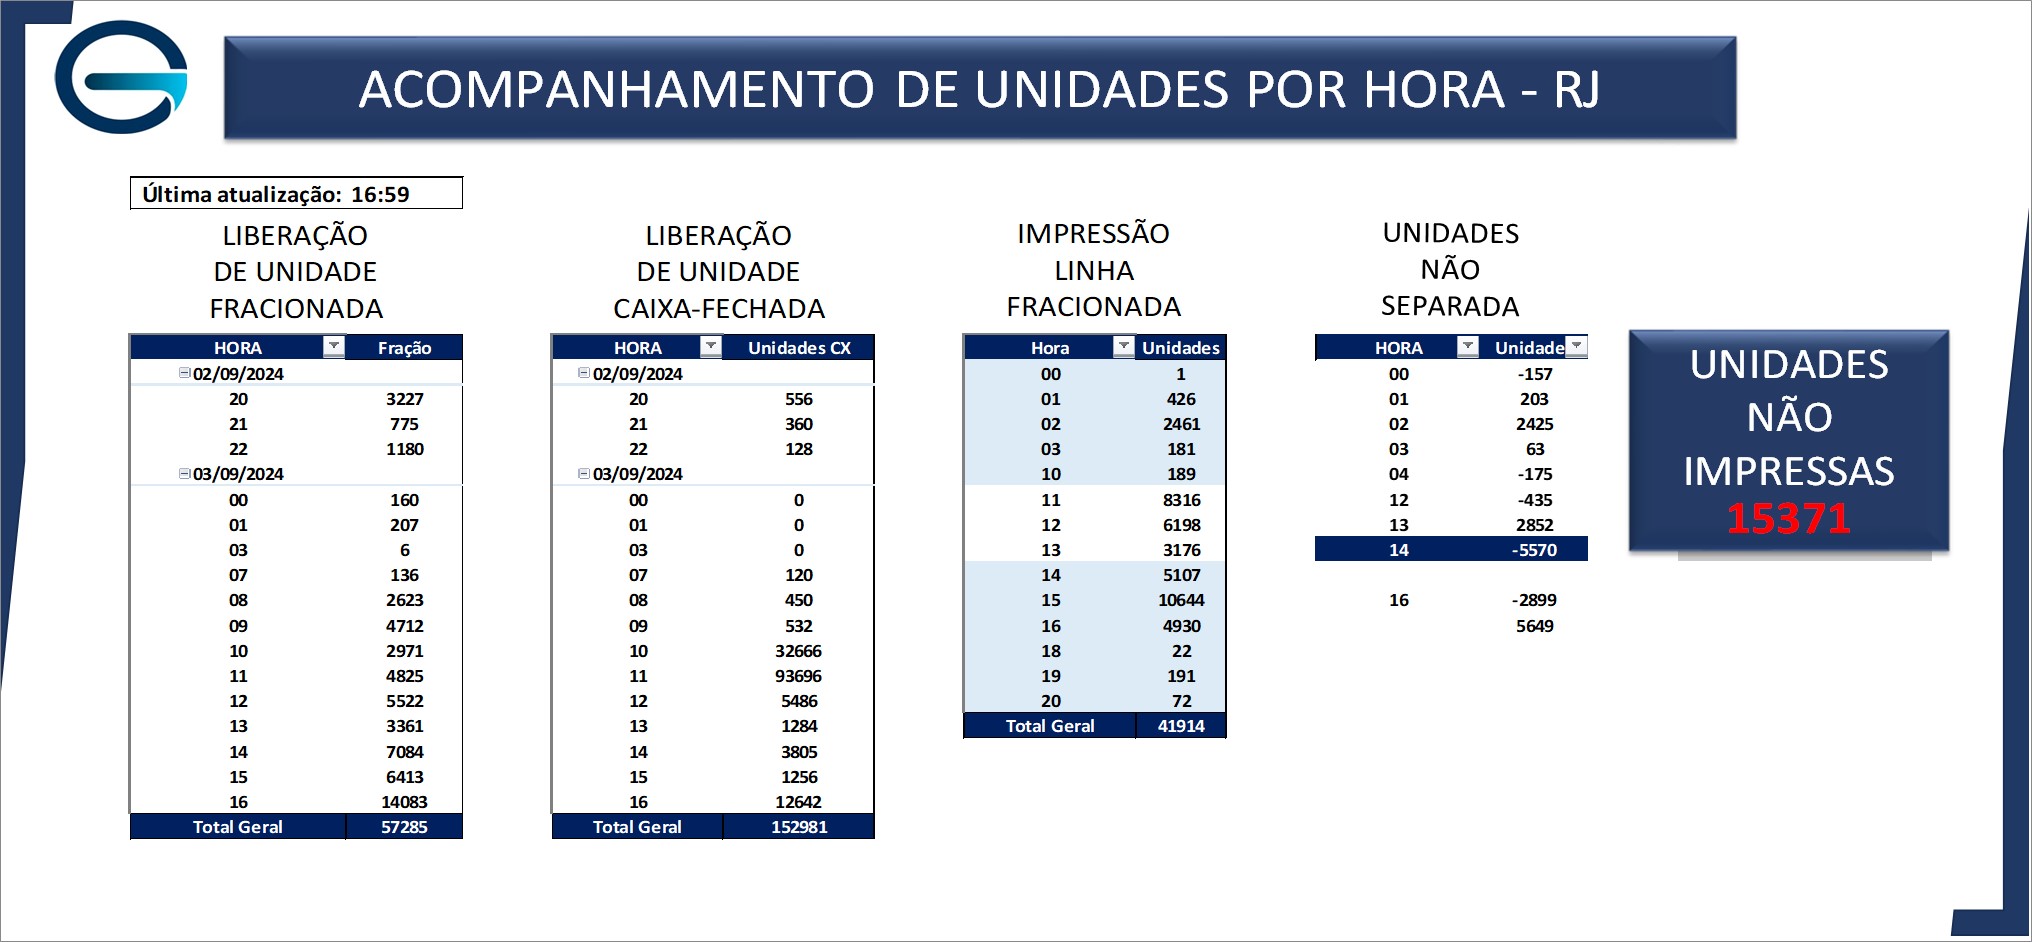 ACOMPANHAMENTO DE UNIDADES POR HORA - RJ
Última atualização: 16:59
LIBERAÇÃO
DE UNIDADE
FRACIONADA
HORA Fração
02/09/2024
20 3227
21 775
22 1180
03/09/2024
00 160
01 207
03 6
07 136
08 2623
09 4712
10 2971
11 4825
12 5522
13 3361
14 7084
15 6413
16 14083
Total Geral 57285
LIBERAÇÃO
DE UNIDADE
CAIXA-FECHADA
HORA Unidades CX
02/09/2024
20 556
21 360
22 128
03/09/2024
00 0
01 0
03 0
07 120
08 450
09 532
10 32666
11 93696
12 5486
13 1284
14 3805
15 1256
16 12642
Total Geral 152981
IMPRESSÃO
LINHA
FRACIONADA
Hora Unidades
00 1
01 426
02 2461
03 181
10 189
11 8316
12 6198
13 3176
14 5107
15 10644
16 4930
18 22
19 191
20 72
Total Geral 41914
UNIDADES
NÃO
SEPARADA
HORA Unidade
00 -157
01 203
02 2425
03 63
04 -175
12 -435
13 2852
14 -5570
16 -2899
5649
UNIDADES
NÃO
IMPRESSAS
15371